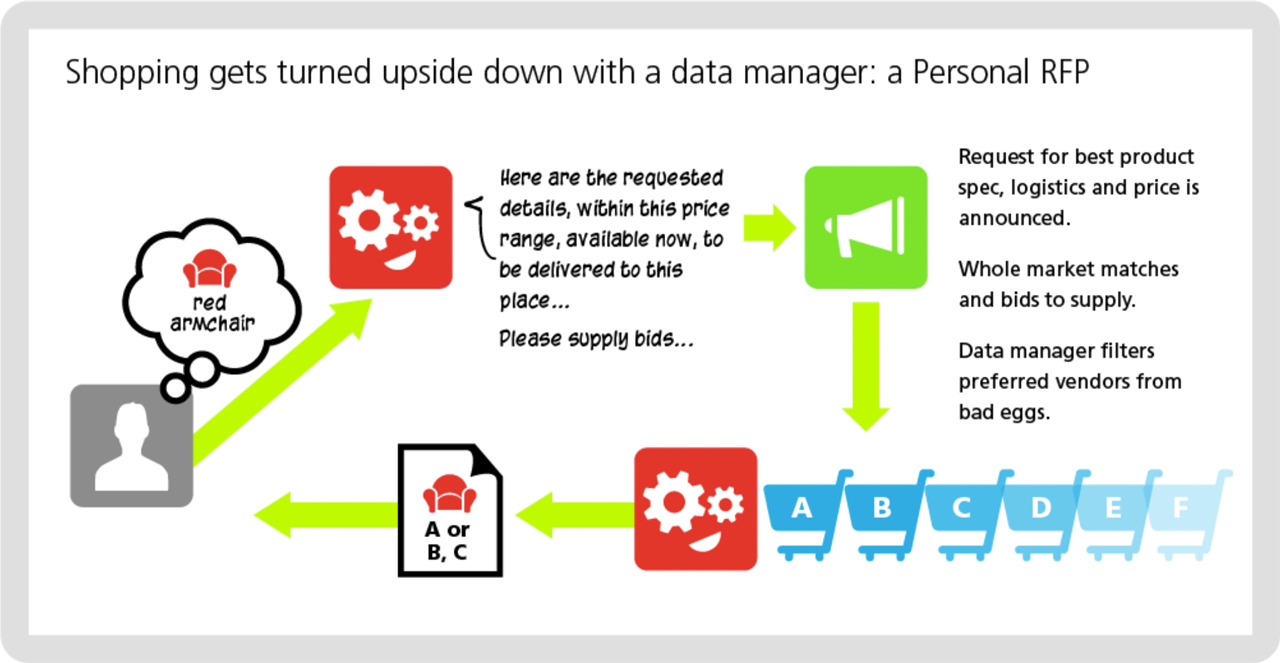 Shopping gets turned upside down with a data manager: a Personal RFP
red
armchair
Here are the requested
details, within this price
range, available now, to
be delivered to this
place...
Please supply bids...
Request for best product
spec, logistics and price is
announced.
Whole market matches
and bids to supply.
Data manager filters
preferred vendors from
bad eggs.
A B C D E F
A or
B, C